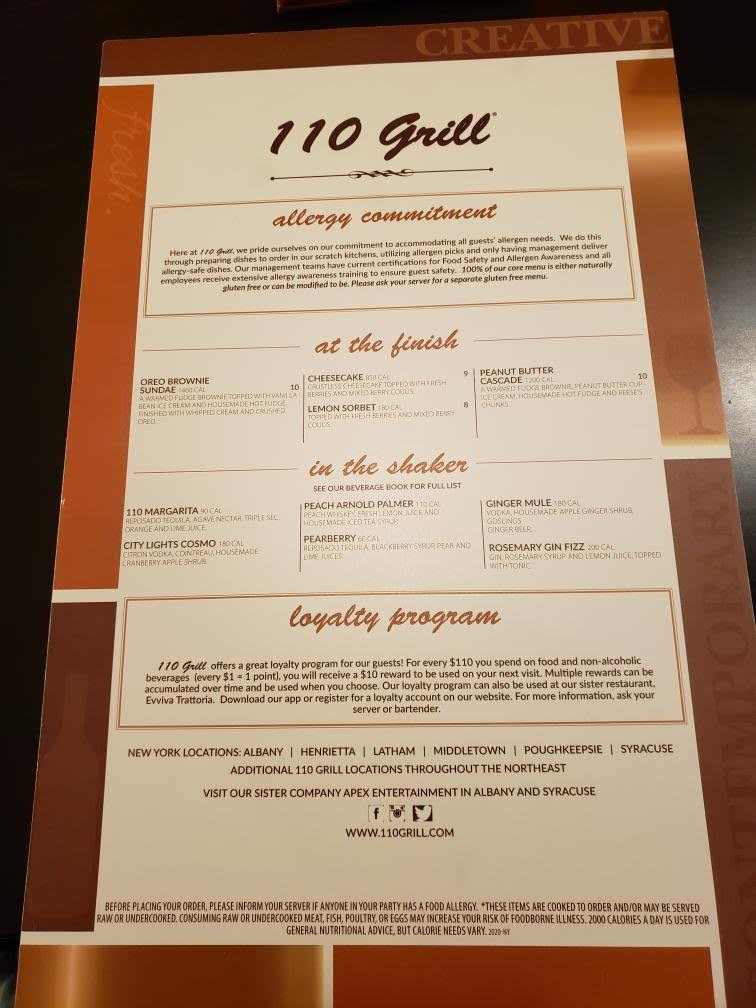 CREATIVE
fresh.
110 Grill
allergy commitment
Here at 110 Grill, we pride ourselves on our commitment to accommodating all guests' allergen needs. We do this
through preparing dishes to order in our scratch kitchens, utilizing allergen picks and only having management deliver
allergy-safe dishes. Our management teams have current certifications for Food Safety and Allergen Awareness and all
employees receive extensive allergy awareness training to ensure guest safety. 100% of our core menu is either naturally
gluten free or can be modified to be. Please ask your server for a separate gluten free menu.
at the finish
OREO BROWNIE
SUNDAE 1460 CAL 10
A WARMED FUDGE BROWNIE TOPPED WITH VANILLA
BEAN ICE CREAM AND HOUSEMADE HOT FUDGE.
FINISHED WITH WHIPPED CREAM AND CRUSHED
OREO.
CHEESECAKE 850 CAL 9
CRUSTLESS CHEESECAKE TOPPED WITH FRESH
BERRIES AND MIXED BERRY COULIS.
LEMON SORBET 180 CAL 8
TOPPED WITH FRESH BERRIES AND MIXED BERRY
COULIS.
PEANUT BUTTER
CASCADE 1200 CAL 10
A WARMED FUDGE BROWNIE, PEANUT BUTTER CUP
ICE CREAM, HOUSEMADE HOT FUDGE AND REESE'S
CHUNKS.
in the shaker
SEE OUR BEVERAGE BOOK FOR FULL LIST
110 MARGARITA 90 CAL
REPOSADO TEQUILA, AGAVE NECTAR, TRIPLE SEC,
ORANGE AND LIME JUICE.
CITY LIGHTS COSMO 180 CAL
CITRON VODKA, COINTREAU, HOUSEMADE
CRANBERRY APPLE SHRUB.
PEACH ARNOLD PALMER 110 CAL
PEACH WHISKEY, FRESH LEMON JUICE AND
HOUSEMADE ICED TEA SYRUP.
PEARBERRY 60 CAL
REPOSADO TEQUILA, BLACKBERRY SYRUP, PEAR AND
LIME JUICES.
GINGER MULE 180 CAL
VODKA, HOUSEMADE APPLE GINGER SHRUB,
GOSLINGS
GINGER BEER.
ROSEMARY GIN FIZZ 200 CAL
GIN, ROSEMARY SYRUP AND LEMON JUICE, TOPPED
WITH TONIC.
loyalty program
110 Grill offers a great loyalty program for our guests! For every $110 you spend on food and non-alcoholic
beverages (every $1 = 1 point), you will receive a $10 reward to be used on your next visit. Multiple rewards can be
accumulated over time and be used when you choose. Our loyalty program can also be used at our sister restaurant,
Evviva Trattoria. Download our app or register for a loyalty account on our website. For more information, ask your
server or bartender.
NEW YORK LOCATIONS: ALBANY | HENRIETTA | LATHAM | MIDDLETOWN | POUGHKEEPSIE | SYRACUSE
ADDITIONAL 110 GRILL LOCATIONS THROUGHOUT THE NORTHEAST
VISIT OUR SISTER COMPANY APEX ENTERTAINMENT IN ALBANY AND SYRACUSE
WWW.110GRILL.COM
BEFORE PLACING YOUR ORDER, PLEASE INFORM YOUR SERVER IF ANYONE IN YOUR PARTY HAS A FOOD ALLERGY. *THESE ITEMS ARE COOKED TO ORDER AND/OR MAY BE SERVED
RAW OR UNDERCOOKED. CONSUMING RAW OR UNDERCOOKED MEAT, FISH, POULTRY, OR EGGS MAY INCREASE YOUR RISK OF FOODBORNE ILLNESS. 2000 CALORIES A DAY IS USED FOR
GENERAL NUTRITIONAL ADVICE, BUT CALORIE NEEDS VARY. 2020-NY
CONTEMPORARY